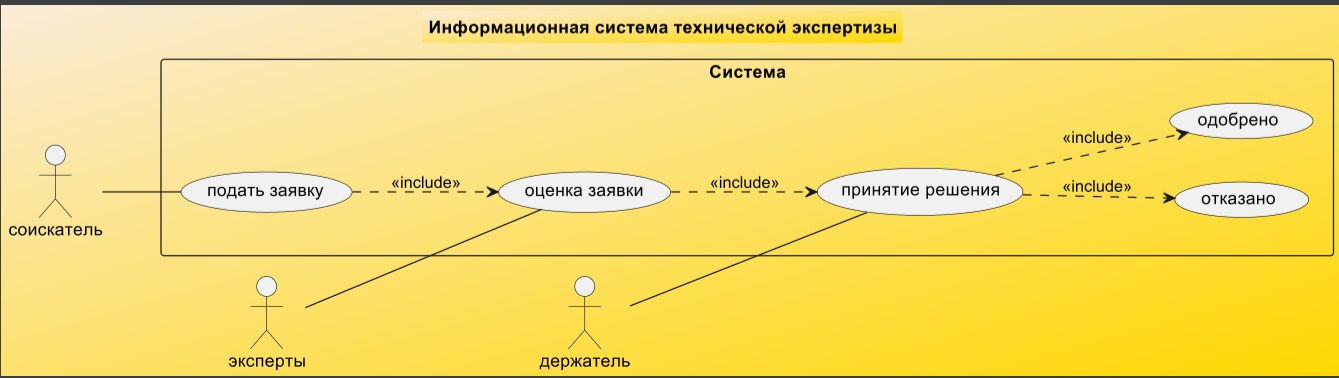 Информационная система технической экспертизы
Система
одобрено
«include»
«include»
«include»
«include»
подать заявку
оценка заявки
принятие решения
отказано
соискатель
эксперты
держатель